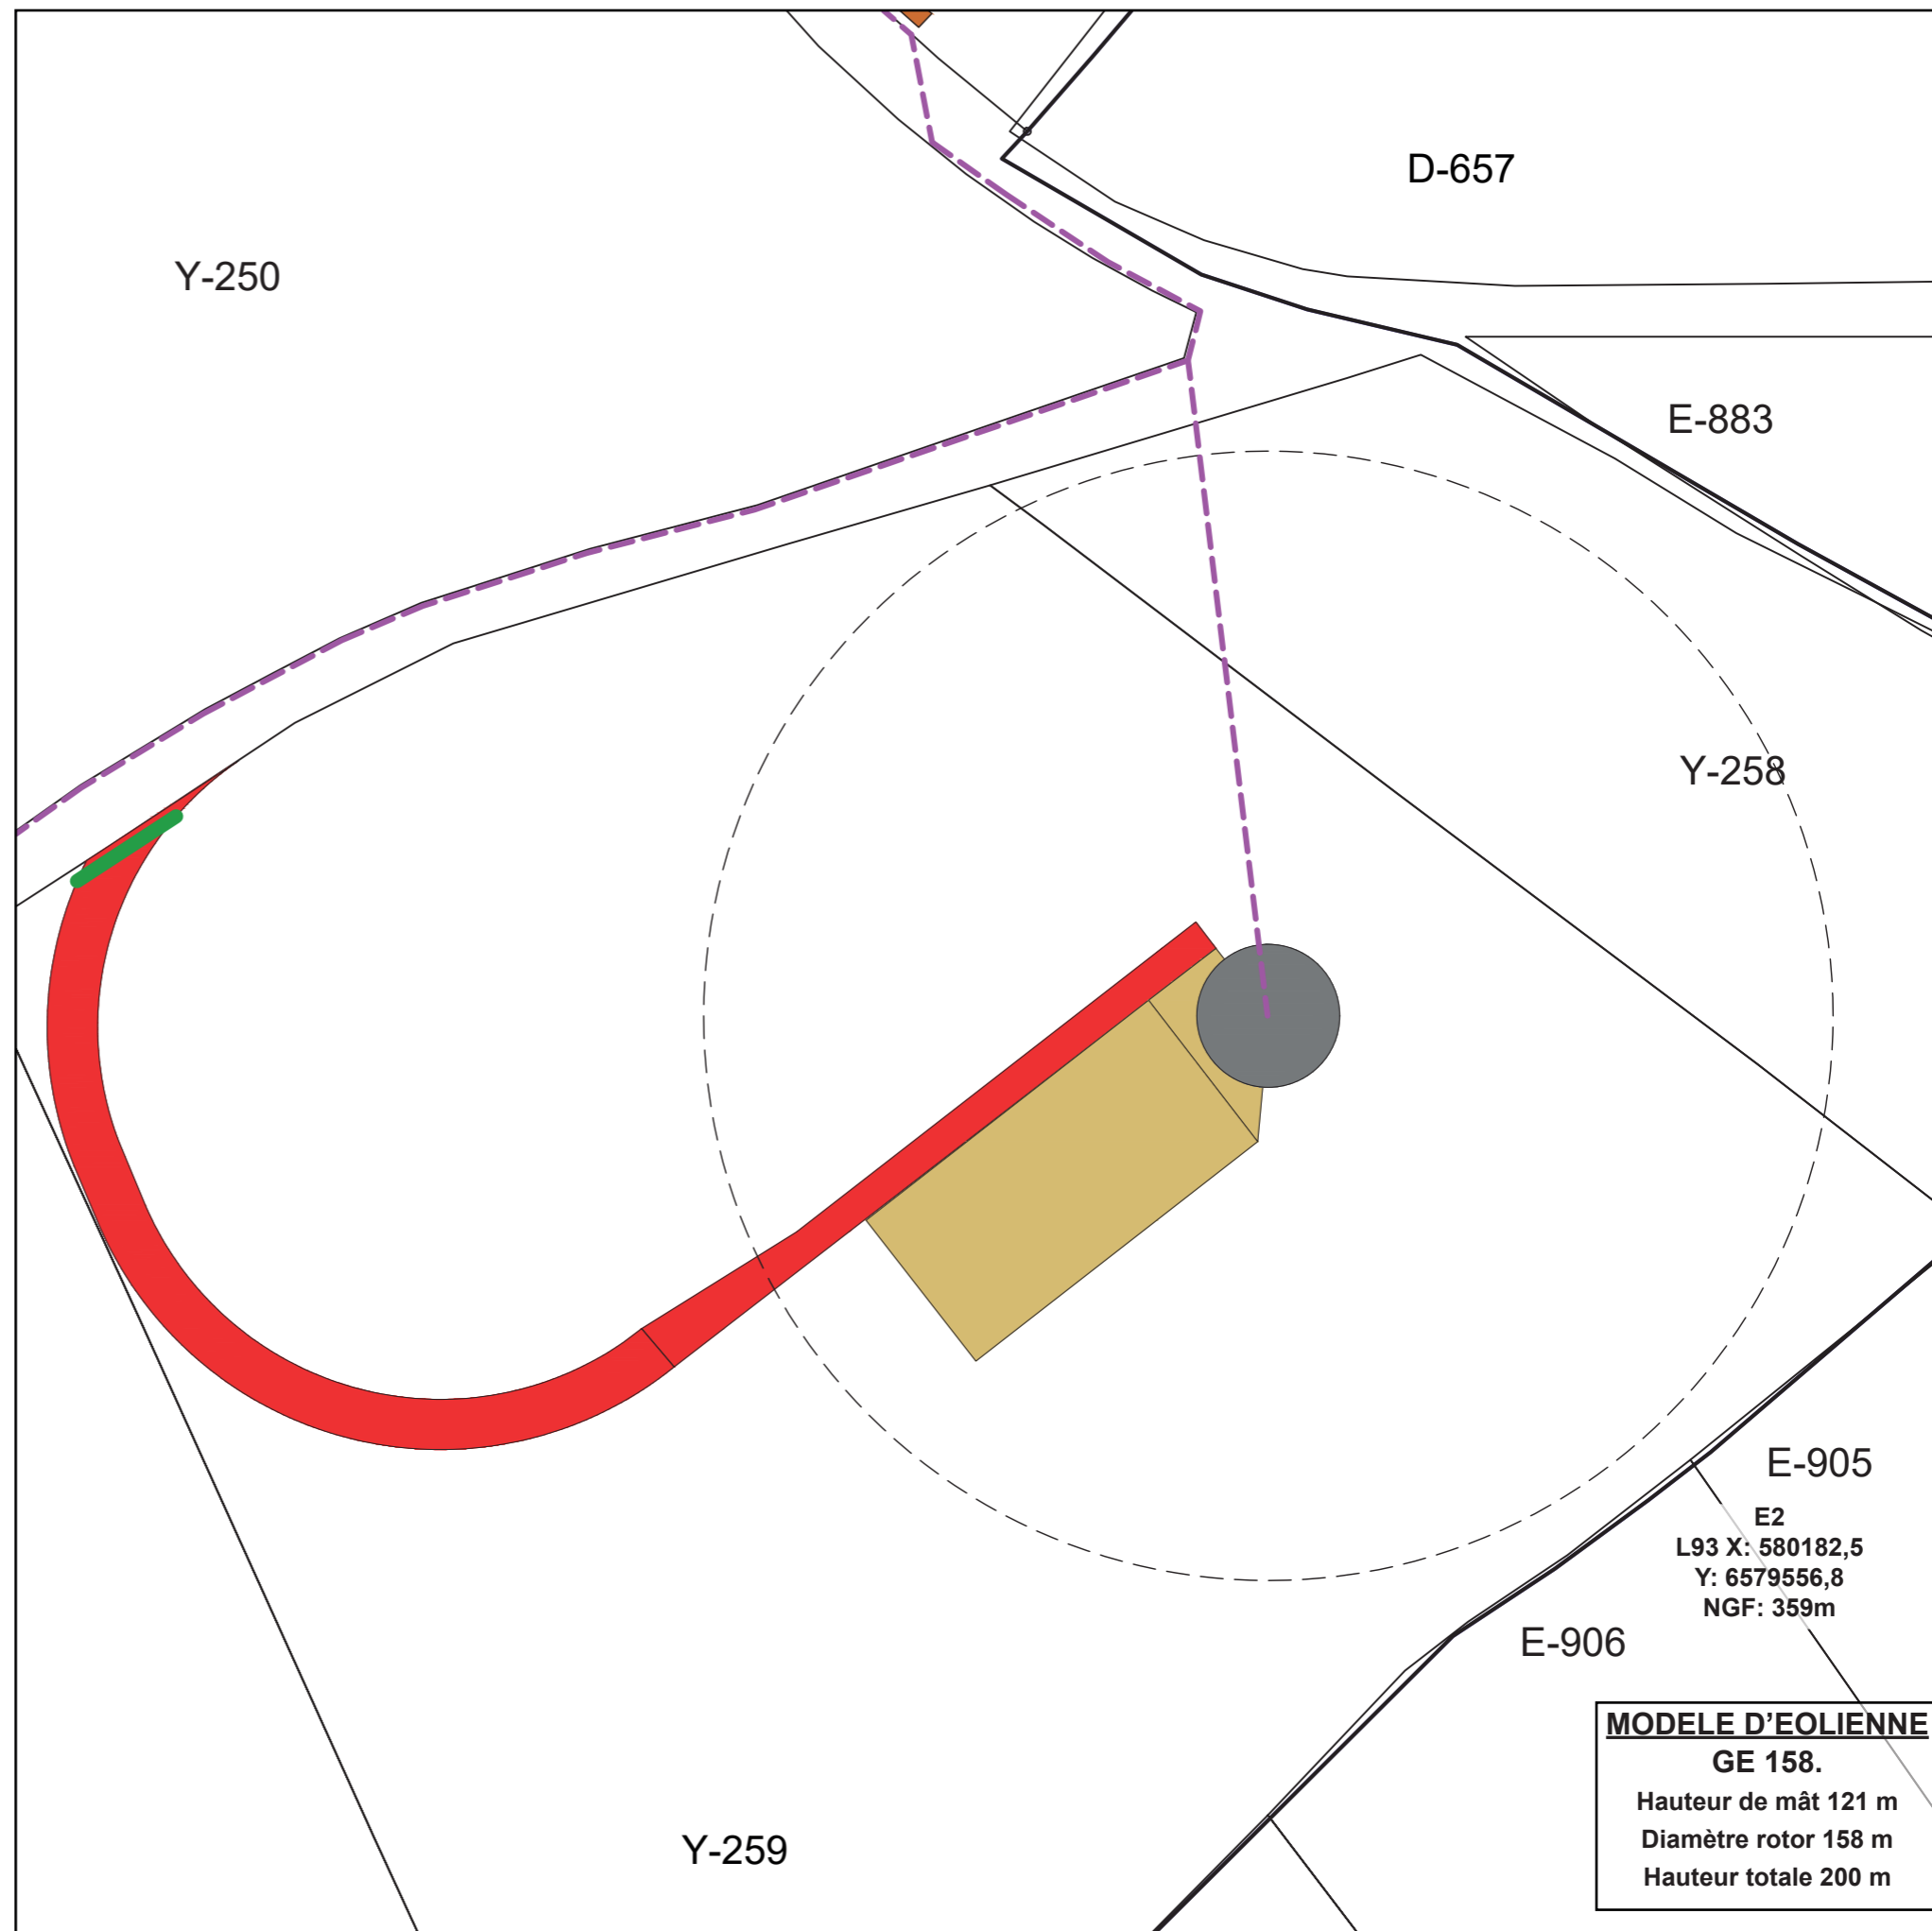 D-657
Y-250
E-883
Y-258
E-905
E2
L93 X: 580182,5
Y: 6579556,8
NGF: 359m
E-906
MODELE D'EOLIENNE
GE 158.
Hauteur de mât 121 m
Diamètre rotor 158 m
Hauteur totale 200 m
Y-259